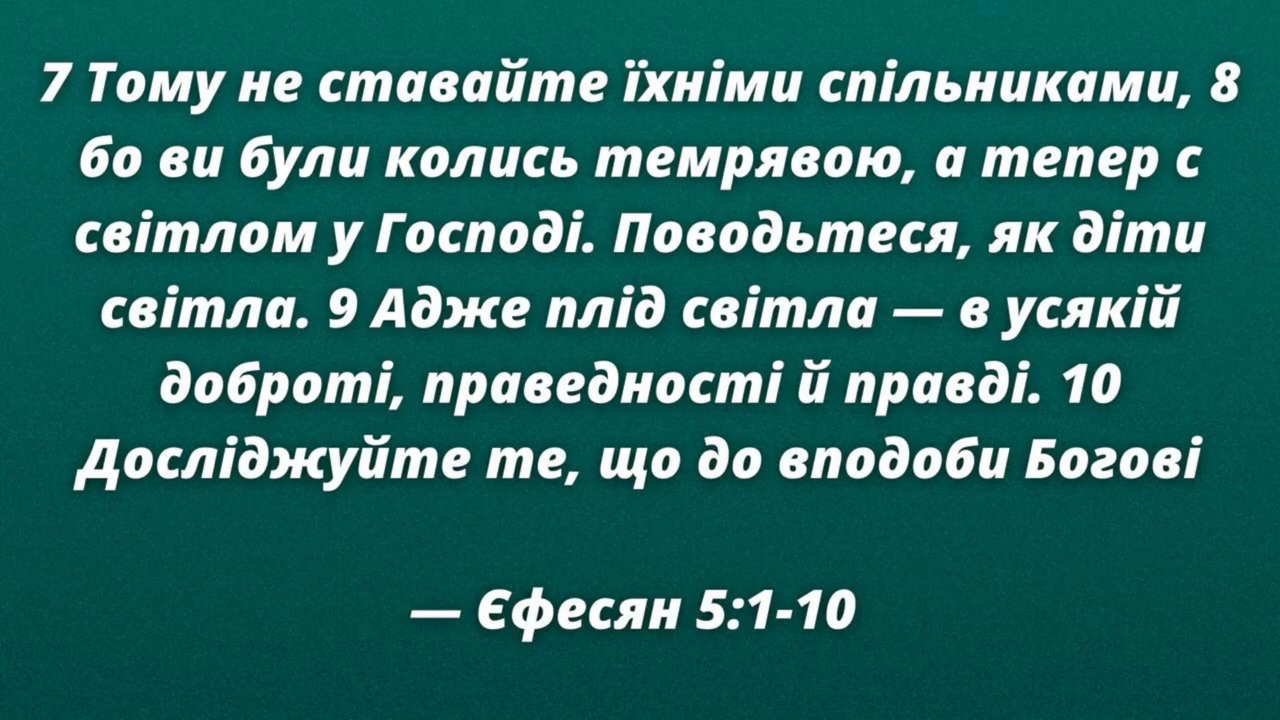 7 Тому не ставайте їхніми спільниками, 8
бо ви були колись темрявою, а тепер с
світлом у Господі. Поводьтеся, як діти
світла. 9 Адже плід світла — в усякій
доброті, праведності й правді. 10
Досліджуйте те, що до вподоби Богові
— Єфесян 5:1-10